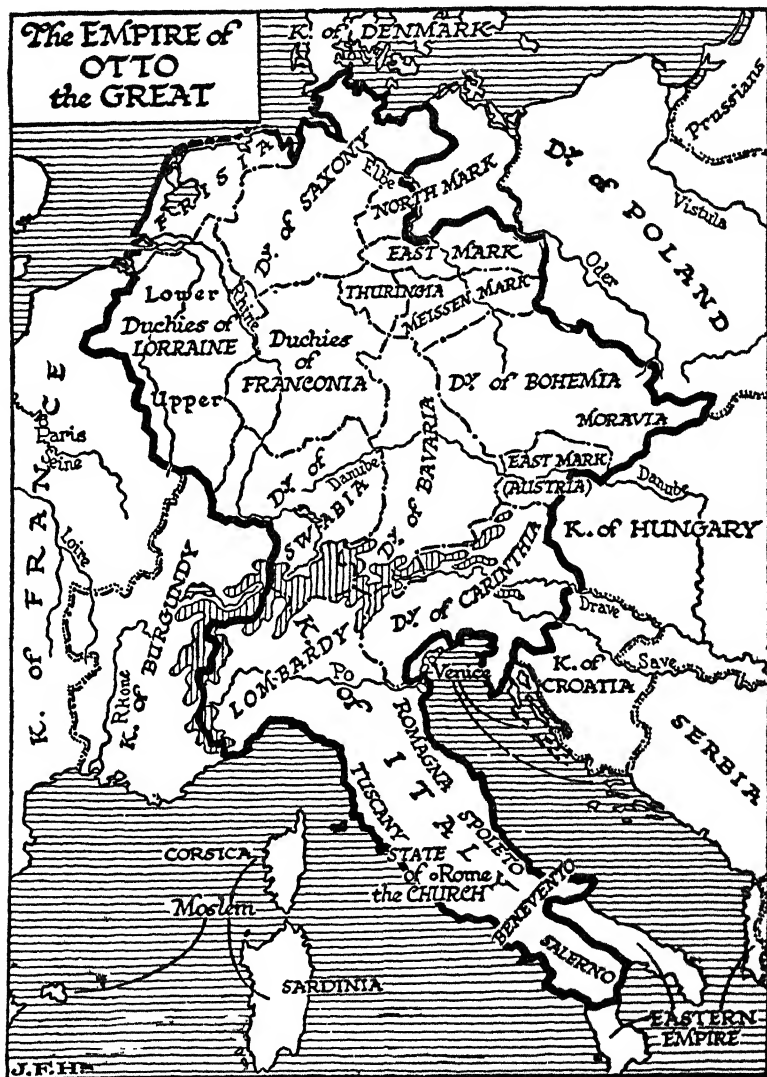 The EMPIRE of
OTTO
the GREAT
K. of DENMARK
Prussians
FRISIA
Dy. of SAXONY
Elbe
NORTH MARK
Dy. of POLAND
Vistula
Oder
EAST MARK
THURINGIA
MEISSEN MARK
Lower
Duchies of
LORRAINE
Upper
Rhine
Duchies
of
FRANCONIA
Dy. of BOHEMIA
MORAVIA
K. of FRANCE
Paris
Seine
Loire
Dy. of
SWABIA
Danube
Dy. of BAVARIA
EAST MARK
(AUSTRIA)
Danube
K. of HUNGARY
K. of BURGUNDY
Rhone
Dy. of CARINTHIA
Drave
Save
K. of
CROATIA
SERBIA
LOMBARDY
Po
Venice
K. of ITALY
ROMAGNA
TUSCANY
SPOLETO
STATE
of Rome
the CHURCH
BENEVENTO
SALERNO
CORSICA
Moslem
SARDINIA
EASTERN
EMPIRE
J.F.H.